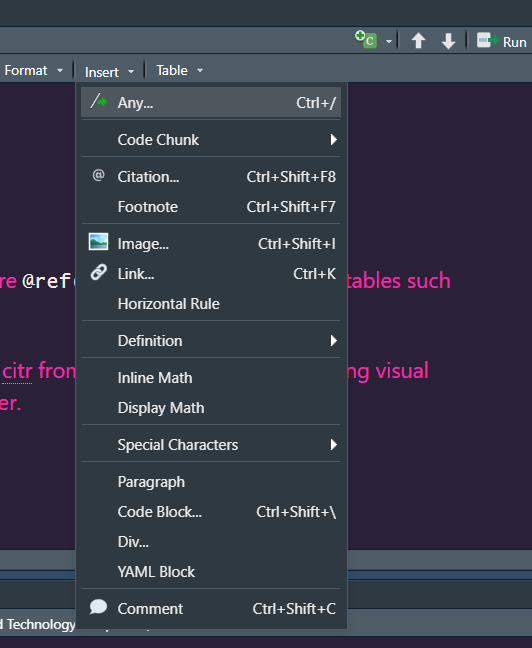 Run
Format Insert Table
Any... Ctrl+/
Code Chunk
@ Citation... Ctrl+Shift+F8
Footnote Ctrl+Shift+F7
Image... Ctrl+Shift+I
re @ref( tables such
Link... Ctrl+K
Horizontal Rule
Definition
citr from ng visual
Inline Math
er.
Display Math
Special Characters
Paragraph
Code Block... Ctrl+Shift+\
Div...
YAML Block
Comment Ctrl+Shift+C
d Technology